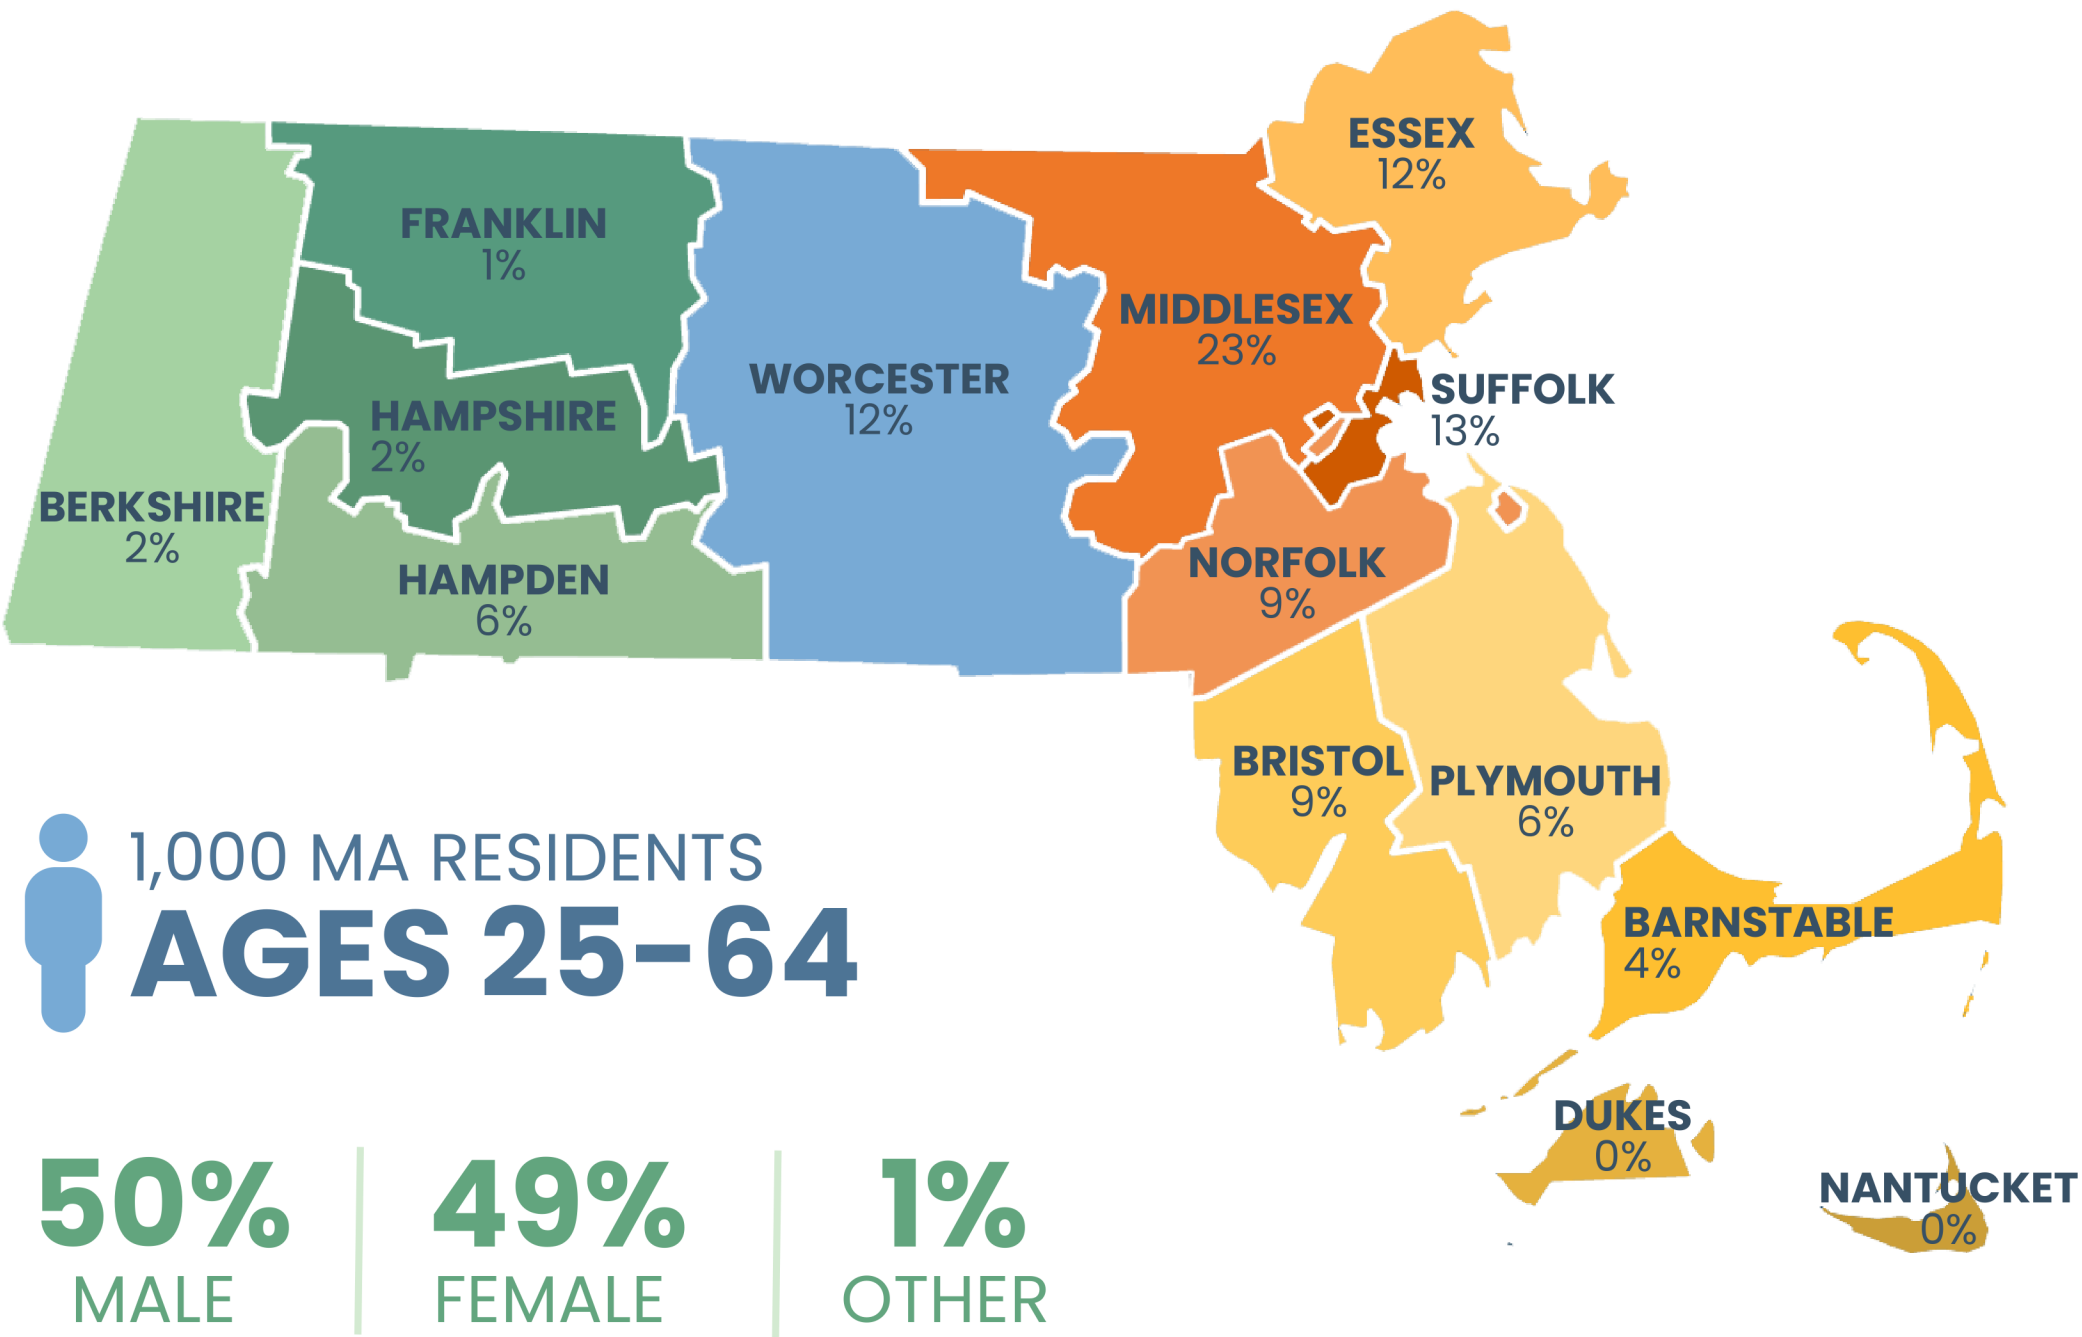 ESSEX
12%
FRANKLIN
1%
MIDDLESEX
23%
WORCESTER
12%
SUFFOLK
13%
HAMPSHIRE
2%
BERKSHIRE
2%
HAMPDEN
6%
NORFOLK
9%
BRISTOL
9%
PLYMOUTH
6%
BARNSTABLE
4%
DUKES
0%
NANTUCKET
0%
1,000 MA RESIDENTS
AGES 25-64
50%
MALE
49%
FEMALE
1%
OTHER